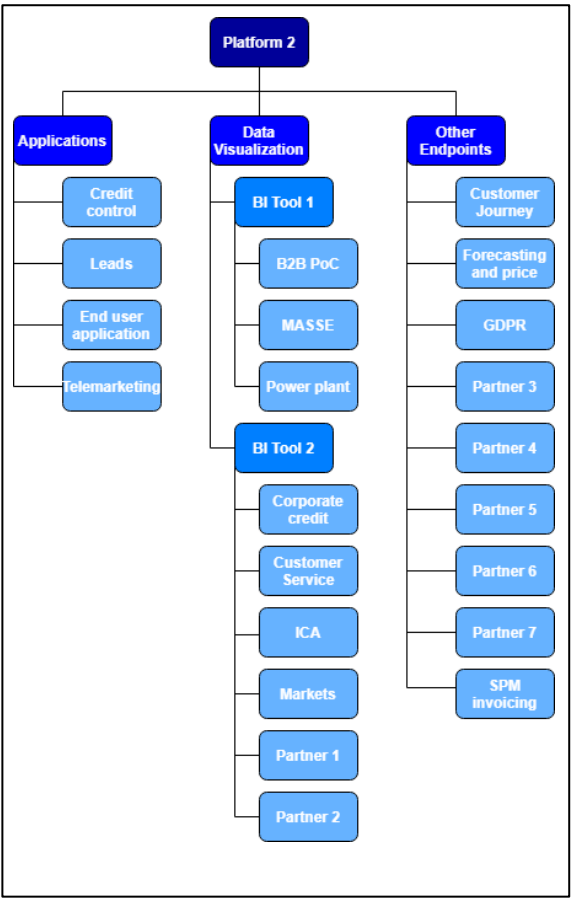 Platform 2
Applications
Credit
control
Leads
End user
application
Telemarketing
Data
Visualization
BI Tool 1
B2B PoC
MASSE
Power plant
BI Tool 2
Corporate
credit
Customer
Service
ICA
Markets
Partner 1
Partner 2
Other
Endpoints
Customer
Journey
Forecasting
and price
GDPR
Partner 3
Partner 4
Partner 5
Partner 6
Partner 7
SPM
invoicing